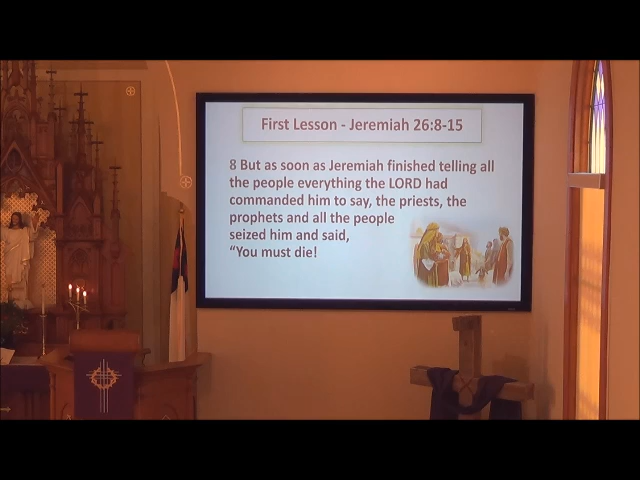 First Lesson - Jeremiah 26:8-15
8 But as soon as Jeremiah finished telling all
the people everything the LORD had
commanded him to say, the priests, the
prophets and all the people
seized him and said,
“You must die!